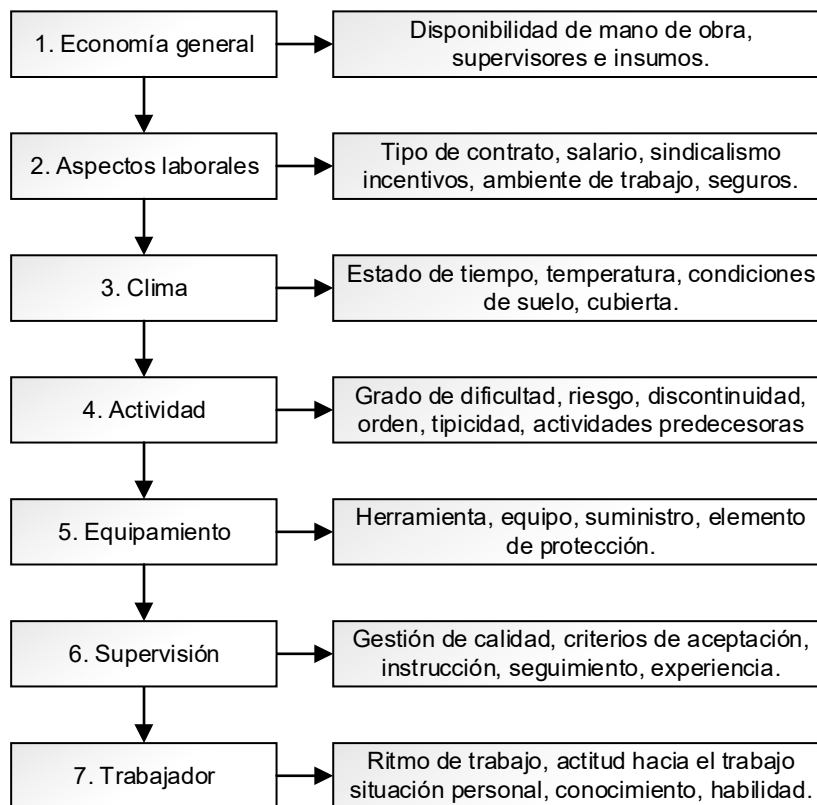 1. Economía general
Disponibilidad de mano de obra,
supervisores e insumos.
2. Aspectos laborales
Tipo de contrato, salario, sindicalismo
incentivos, ambiente de trabajo, seguros.
3. Clima
Estado de tiempo, temperatura, condiciones
de suelo, cubierta.
4. Actividad
Grado de dificultad, riesgo, discontinuidad,
orden, tipicidad, actividades predecesoras
5. Equipamiento
Herramienta, equipo, suministro, elemento
de protección.
6. Supervisión
Gestión de calidad, criterios de aceptación,
instrucción, seguimiento, experiencia.
7. Trabajador
Ritmo de trabajo, actitud hacia el trabajo
situación personal, conocimiento, habilidad.